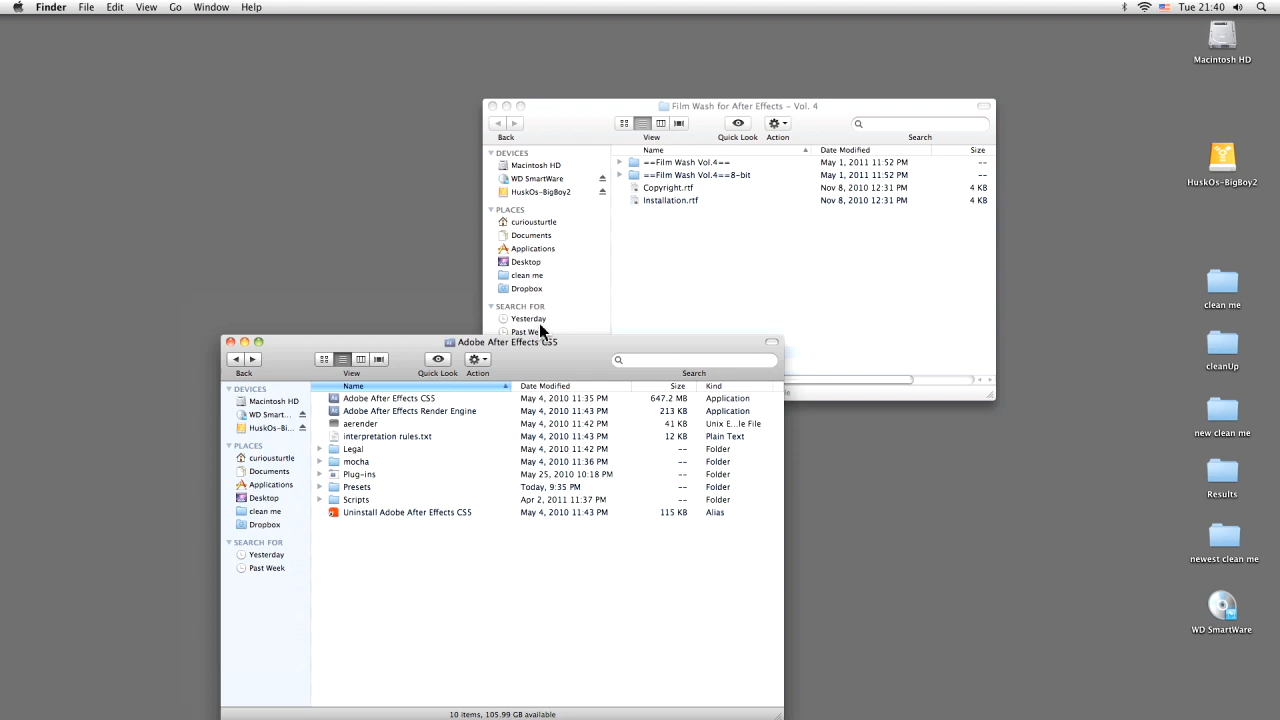 Finder File Edit View Go Window Help Tue 21:40
Macintosh HD
HuskOs-BigBoy2
clean me
cleanUp
new clean me
Results
newest clean me
WD SmartWare
Film Wash for After Effects – Vol. 4
Back View Quick Look Action Search
DEVICES
Macintosh HD
WD SmartWare
HuskOs-BigBoy2
PLACES
curiousturtle
Documents
Applications
Desktop
clean me
Dropbox
SEARCH FOR
Yesterday
Past
Name Date Modified Size
==Film Wash Vol.4== May 1, 2011 11:52 PM --
==Film Wash Vol.4==8-bit May 1, 2011 11:52 PM --
Copyright.rtf Nov 8, 2010 12:31 PM 4 KB
Installation.rtf Nov 8, 2010 12:31 PM 4 KB
Adobe After Effects CS5
Back View Quick Look Action Search
DEVICES
Macintosh HD
WD Smart...
HuskOs-Bi...
PLACES
curiousturtle
Documents
Applications
Desktop
clean me
Dropbox
SEARCH FOR
Yesterday
Past Week
Name Date Modified Size Kind
Adobe After Effects CS5 May 4, 2010 11:35 PM 647.2 MB Application
Adobe After Effects Render Engine May 4, 2010 11:43 PM 213 KB Application
aerender May 4, 2010 11:42 PM 41 KB Unix E...le File
interpretation rules.txt May 4, 2010 11:43 PM 12 KB Plain Text
Legal May 4, 2010 11:42 PM -- Folder
mocha May 4, 2010 11:36 PM -- Folder
Plug-ins May 25, 2010 10:18 PM -- Folder
Presets Today, 9:35 PM -- Folder
Scripts Apr 2, 2011 11:37 PM -- Folder
Uninstall Adobe After Effects CS5 May 4, 2010 11:43 PM 115 KB Alias
10 items, 105.99 GB available